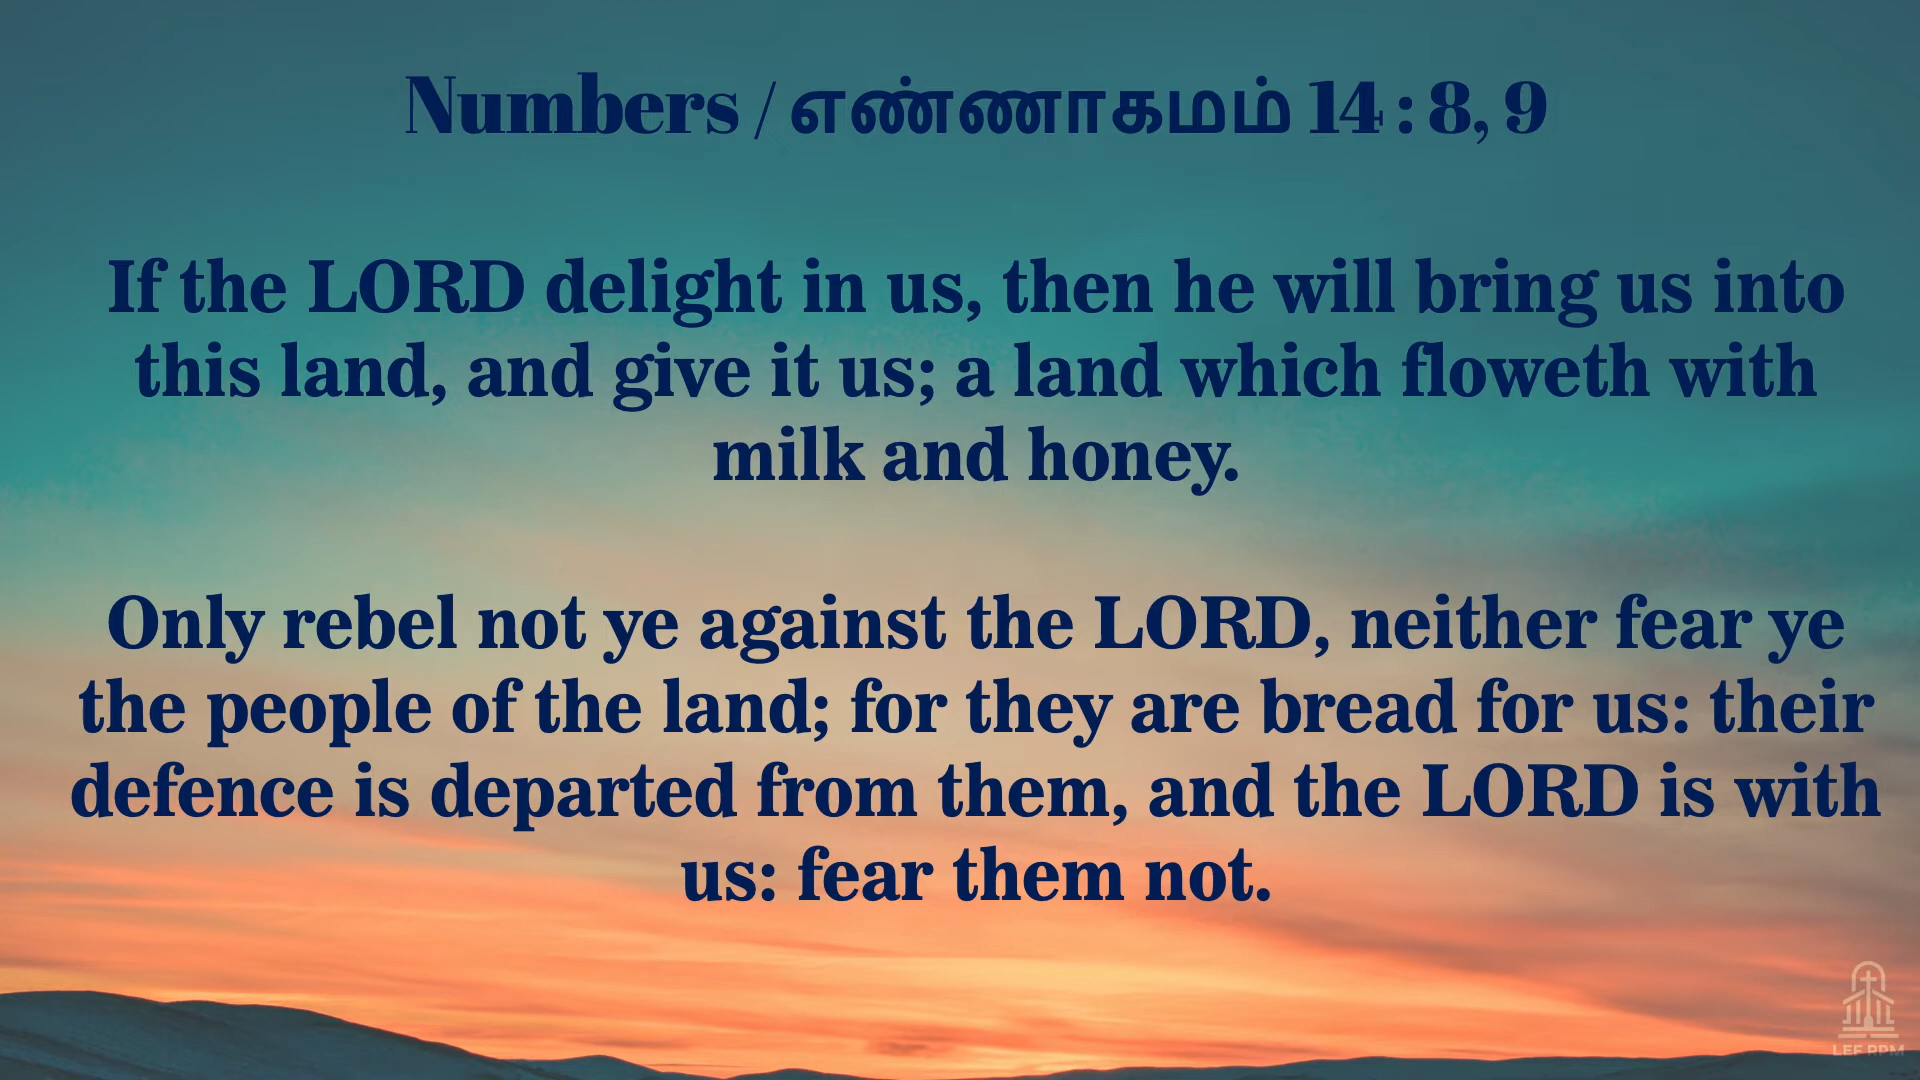 Numbers / எண்ணாகமம் 14 : 8, 9
If the LORD delight in us, then he will bring us into
this land, and give it us; a land which floweth with
milk and honey.
Only rebel not ye against the LORD, neither fear ye
the people of the land; for they are bread for us: their
defence is departed from them, and the LORD is with
us: fear them not.
LEF RPM